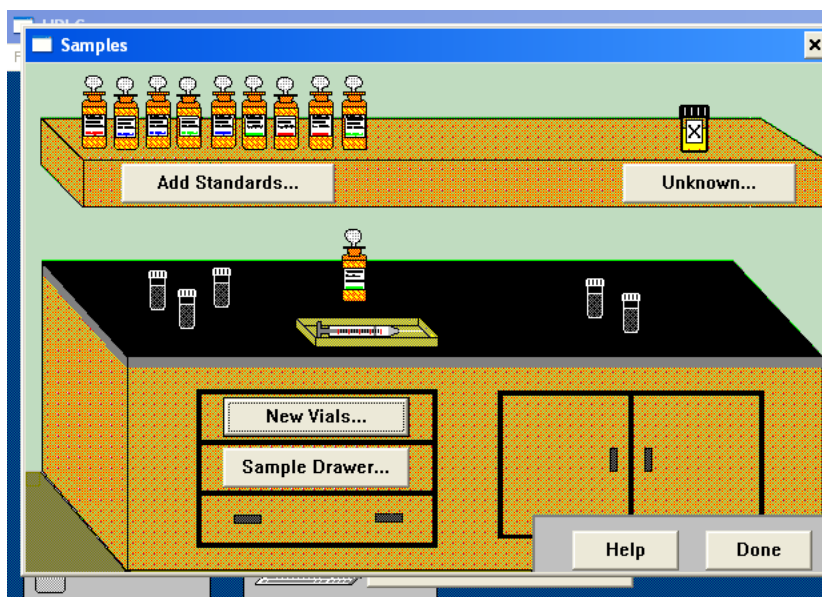 HPLC
F
Samples
Add Standards...
Unknown...
X
New Vials...
Sample Drawer...
Help
Done